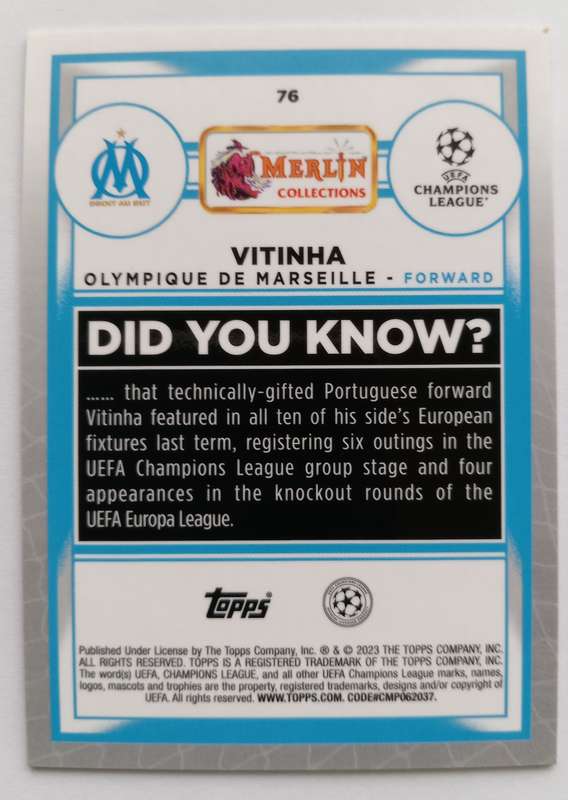 76
DROIT AU BUT
MERLIN
COLLECTIONS
UEFA
CHAMPIONS
LEAGUE
VITINHA
OLYMPIQUE DE MARSEILLE - FORWARD
DID YOU KNOW?
...... that technically-gifted Portuguese forward
Vitinha featured in all ten of his side's European
fixtures last term, registering six outings in the
UEFA Champions League group stage and four
appearances in the knockout rounds of the
UEFA Europa League.
TOPPS
Published Under License by The Topps Company, Inc. ® & © 2023 THE TOPPS COMPANY, INC.
ALL RIGHTS RESERVED. TOPPS IS A REGISTERED TRADEMARK OF THE TOPPS COMPANY, INC.
The word(s) UEFA, CHAMPIONS LEAGUE, and all other UEFA Champions League marks, names,
logos, mascots and trophies are the property, registered trademarks, designs and/or copyright of
UEFA. All rights reserved. WWW.TOPPS.COM. CODE#CMP062037.